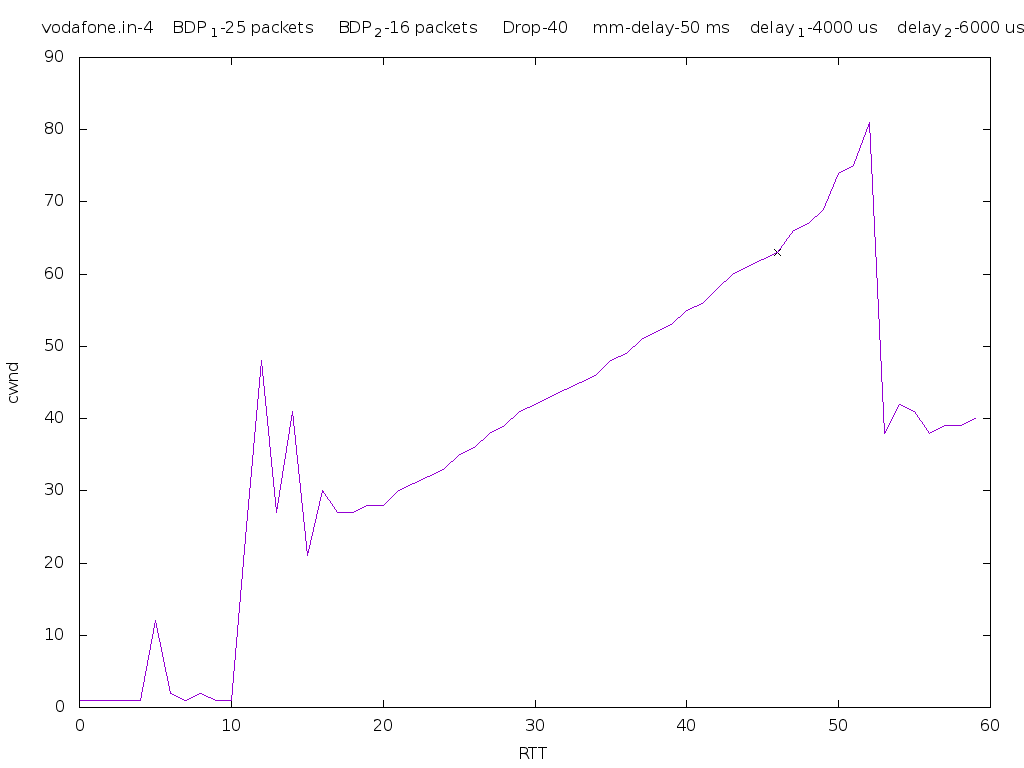 vodafone.in-4 BDP1-25 packets BDP2-16 packets Drop-40 mm-delay-50 ms delay1-4000 us delay2-6000 us
90
80
70
60
50
40
30
20
10
0
cwnd
0 10 20 30 40 50 60
RTT